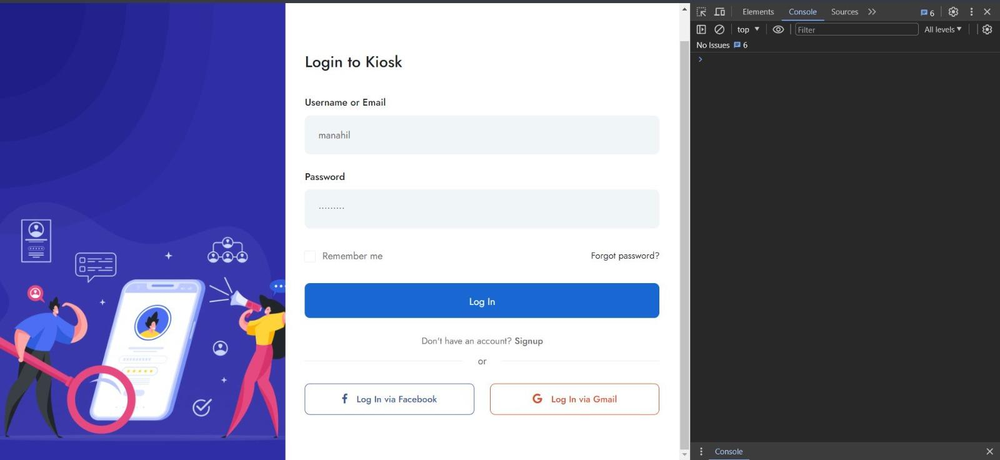 Login to Kiosk
Username or Email
manahil
Password
.........
Remember me
Forgot password?
Log In
Don't have an account? Signup
or
Log In via Facebook
G Log In via Gmail
Elements Console Sources 6
top Filter All levels
No Issues 6
Console